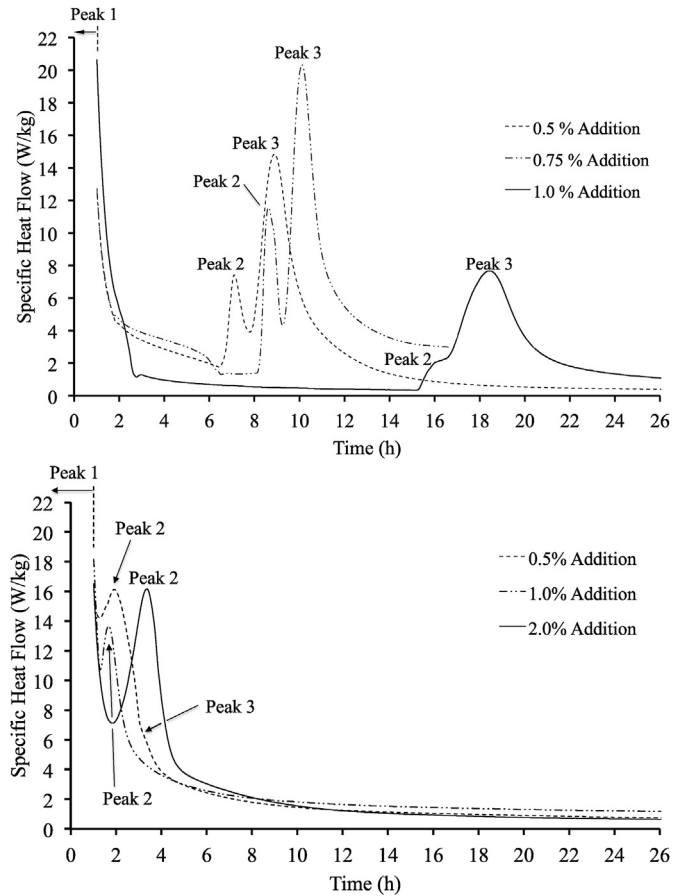 Peak 1
22
20
18
16
14
12
10
8
6
4
2
0
Specific Heat Flow (W/kg)
Peak 3
Peak 3
Peak 2
Peak 2
Peak 3
Peak 2
0.5 % Addition
0.75 % Addition
1.0 % Addition
0 2 4 6 8 10 12 14 16 18 20 22 24 26
Time (h)
Peak 1
22
20
18
16
14
12
10
8
6
4
2
0
Specific Heat Flow (W/kg)
Peak 2
Peak 2
Peak 3
Peak 2
0.5% Addition
1.0% Addition
2.0% Addition
0 2 4 6 8 10 12 14 16 18 20 22 24 26
Time (h)